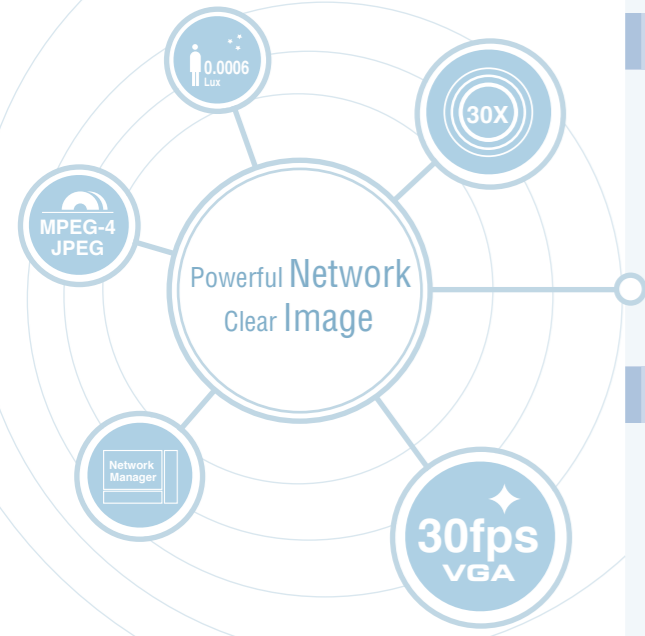 0.0006
Lux
30X
MPEG-4
JPEG
Powerful Network
Clear Image
Network
Manager
30fps
VGA